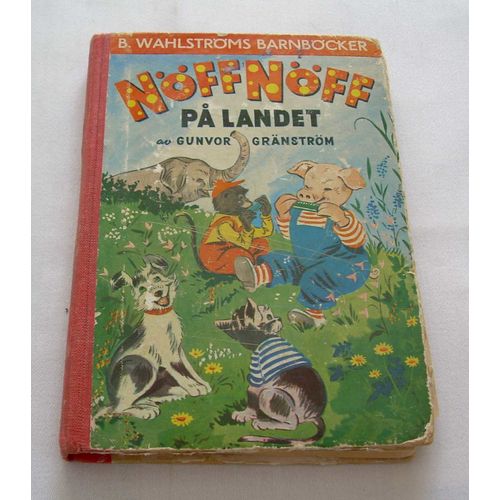 B. WAHLSTRÖMS BARNBÖCKER
NÖFFNÖFF
PÅ LANDET
av GUNVOR GRÄNSTRÖM